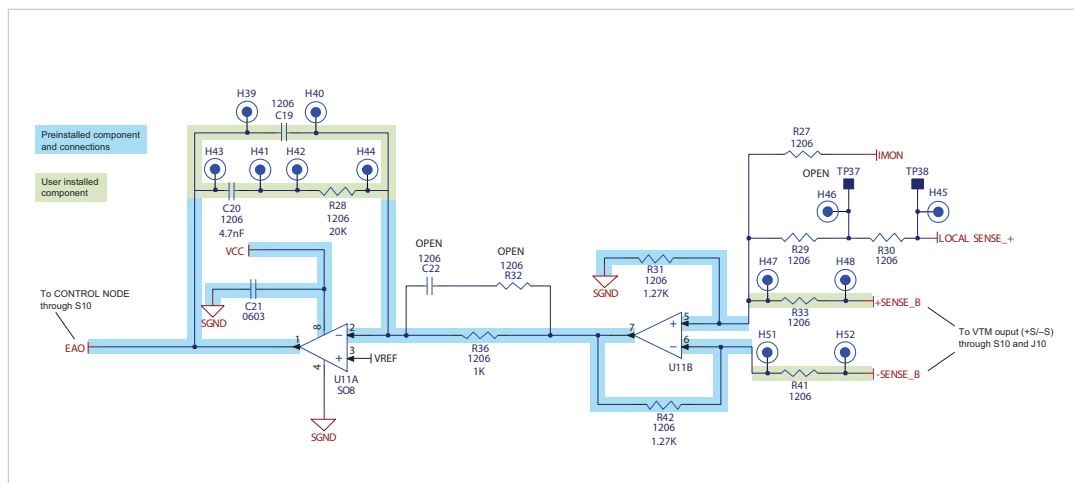 H39
H40
1206
C19
Preinstalled component
and connections
User installed
component
H43
H41
H42
H44
C20
1206
4.7nF
R28
1206
20K
VCC
OPEN
1206
C22
OPEN
1206
R32
To CONTROL NODE
through S10
SGND
C21
0603
EAO
1
8
2
3
4
VREF
U11A
SO8
SGND
R36
1206
1K
SGND
R31
1206
1.27K
7
5
6
U11B
R42
1206
1.27K
R27
1206
IMON
OPEN
TP37
TP38
H46
H45
R29
1206
R30
1206
LOCAL SENSE_+
H47
H48
R33
1206
+SENSE_B
H51
H52
R41
1206
-SENSE_B
To VTM ouput (+S/–S)
through S10 and J10